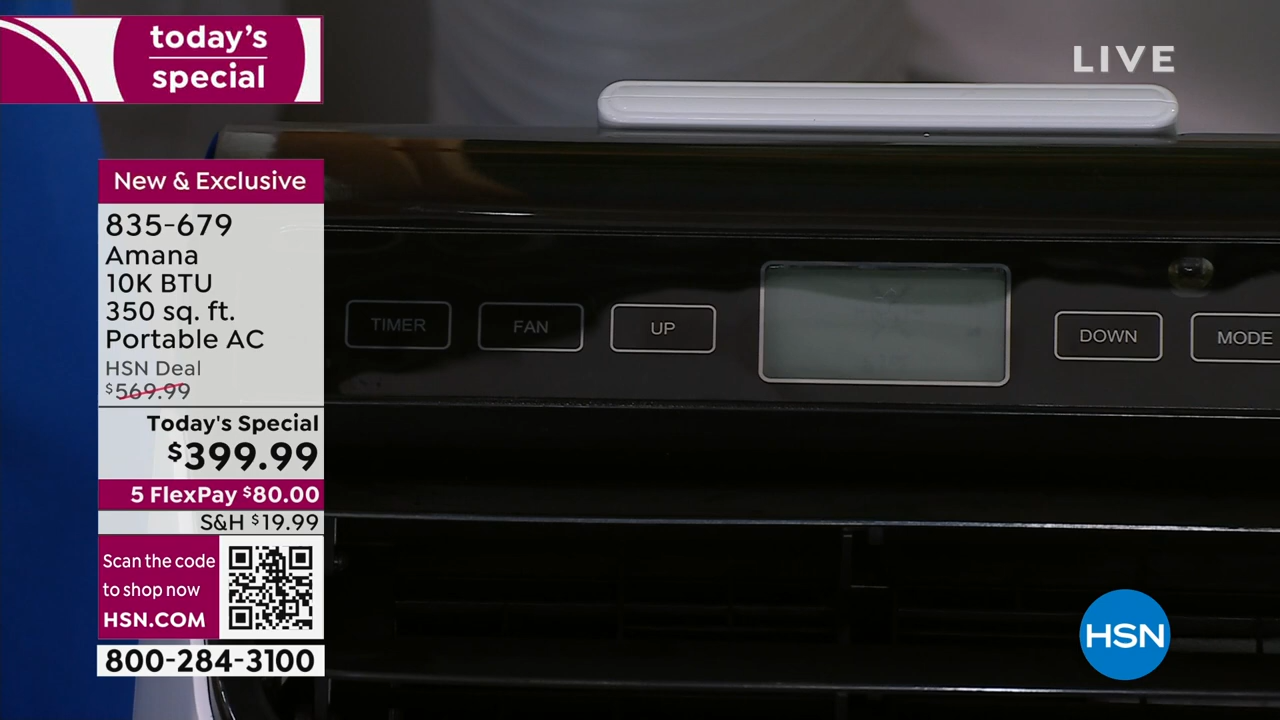 today's
special
LIVE
New & Exclusive
835-679
Amana
10K BTU
350 sq. ft.
Portable AC
HSN Deal
$569.99
Today's Special
$399.99
5 FlexPay $80.00
S&H $19.99
Scan the code
to shop now
HSN.COM
800-284-3100
TIMER
FAN
UP
DOWN
MODE
HSN